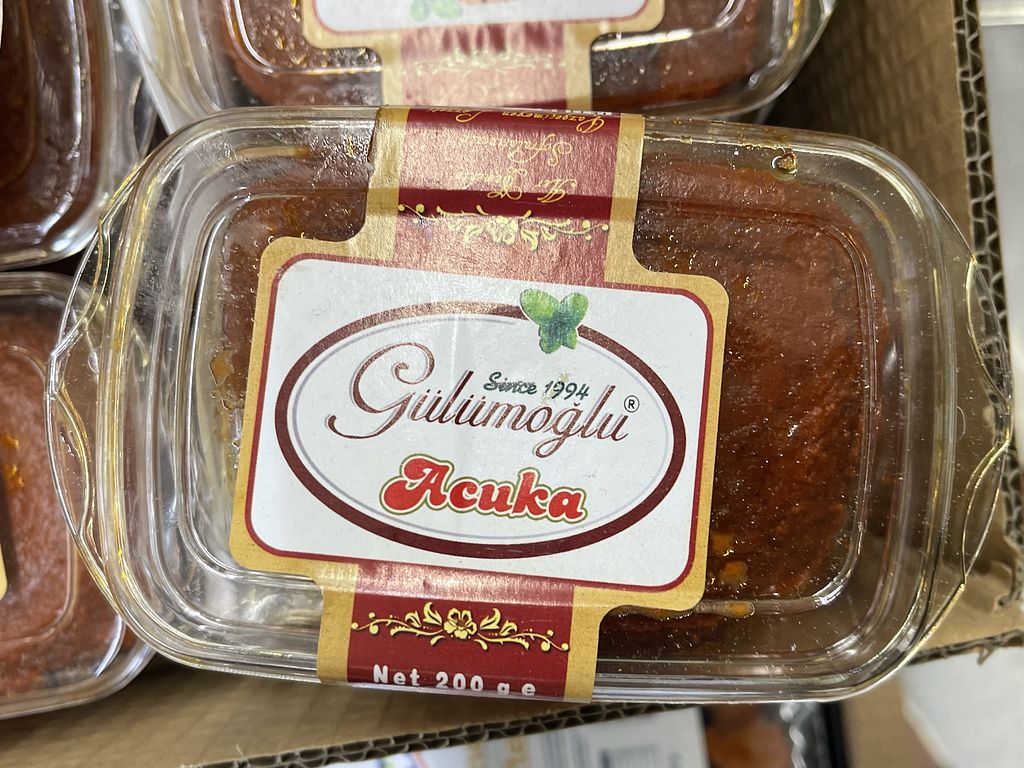 Since 1994
Gülümoğlu®
Acuka
Net 200 g e